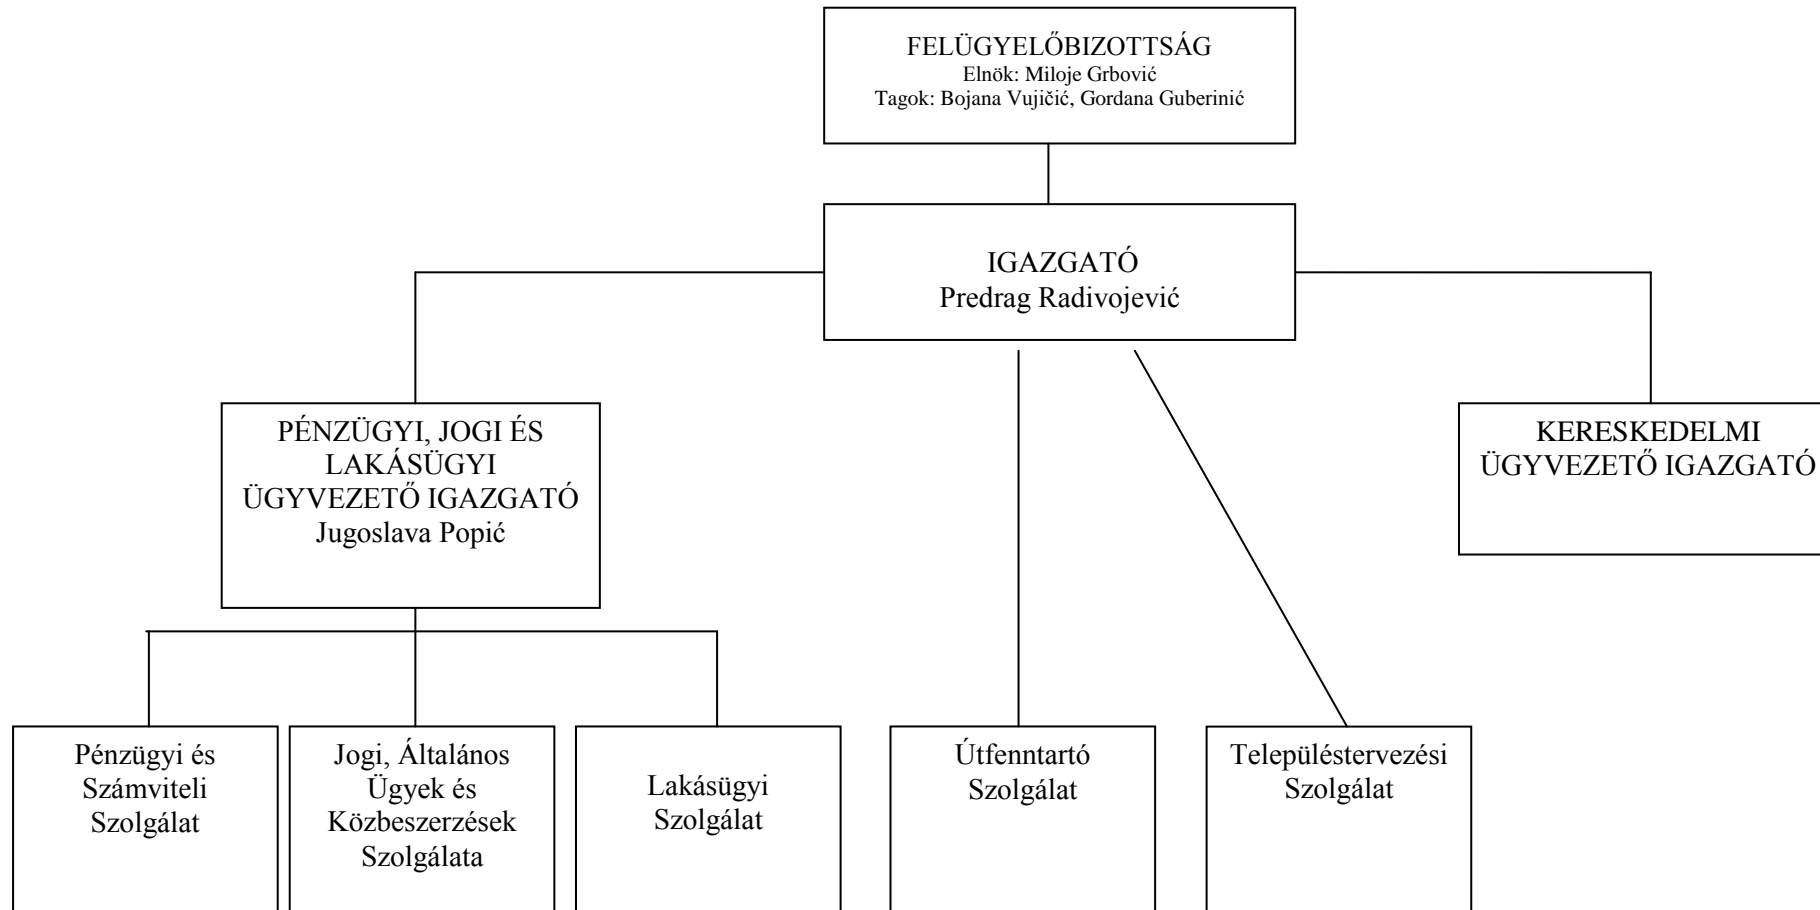 FELÜGYELŐBIZOTTSÁG
Elnök: Miloje Grbović
Tagok: Bojana Vujičić, Gordana Guberinić
IGAZGATÓ
Predrag Radivojević
PÉNZÜGYI, JOGI ÉS
LAKÁSÜGYI
ÜGYVEZETŐ IGAZGATÓ
Jugoslava Popić
KERESKEDELMI
ÜGYVEZETŐ IGAZGATÓ
Pénzügyi és
Számviteli
Szolgálat
Jogi, Általános
Ügyek és
Közbeszerzések
Szolgálata
Lakásügyi
Szolgálat
Útfenntartó
Szolgálat
Településtervezési
Szolgálat